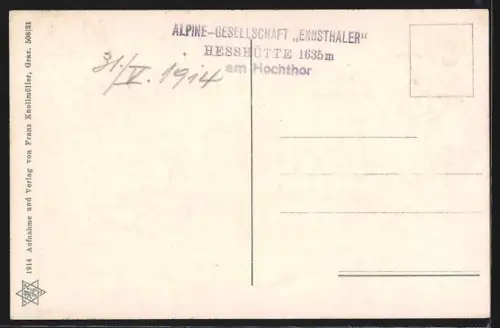 ALPINE-GESELLSCHAFT „ENNSTHALER"
HESSHÜTTE 1635m
am Hochthor
31./V. 1914
1914 Aufnahme und Verlag von Franz Knollmüller, Graz. 508/21